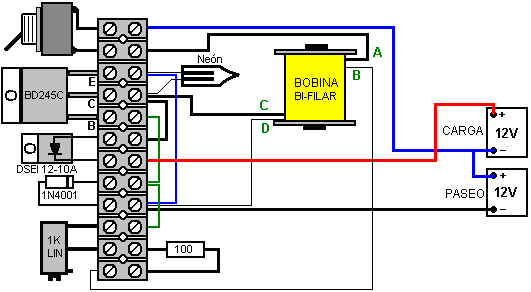 Neón
A
B
BOBINA
BI-FILAR
E
BD245C
C
B
C
D
CARGA
+
12V
−
DSEI 12-10A
1N4001
PASEO
+
12V
−
1K
LIN
100